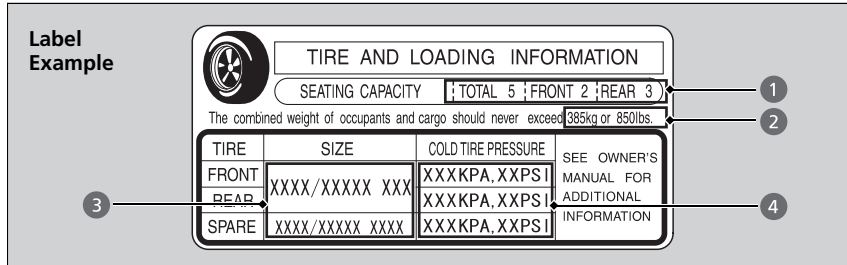 Label
Example
TIRE AND LOADING INFORMATION
SEATING CAPACITY TOTAL 5 FRONT 2 REAR 3
1
The combined weight of occupants and cargo should never exceed 385kg or 850lbs.
2
TIRE SIZE COLD TIRE PRESSURE SEE OWNER'S MANUAL FOR ADDITIONAL INFORMATION
FRONT XXXX/XXXXX XXX XXXKPA,XXPSI
REAR XXXKPA,XXPSI
SPARE XXXX/XXXXX XXXX XXXKPA,XXPSI
3
4